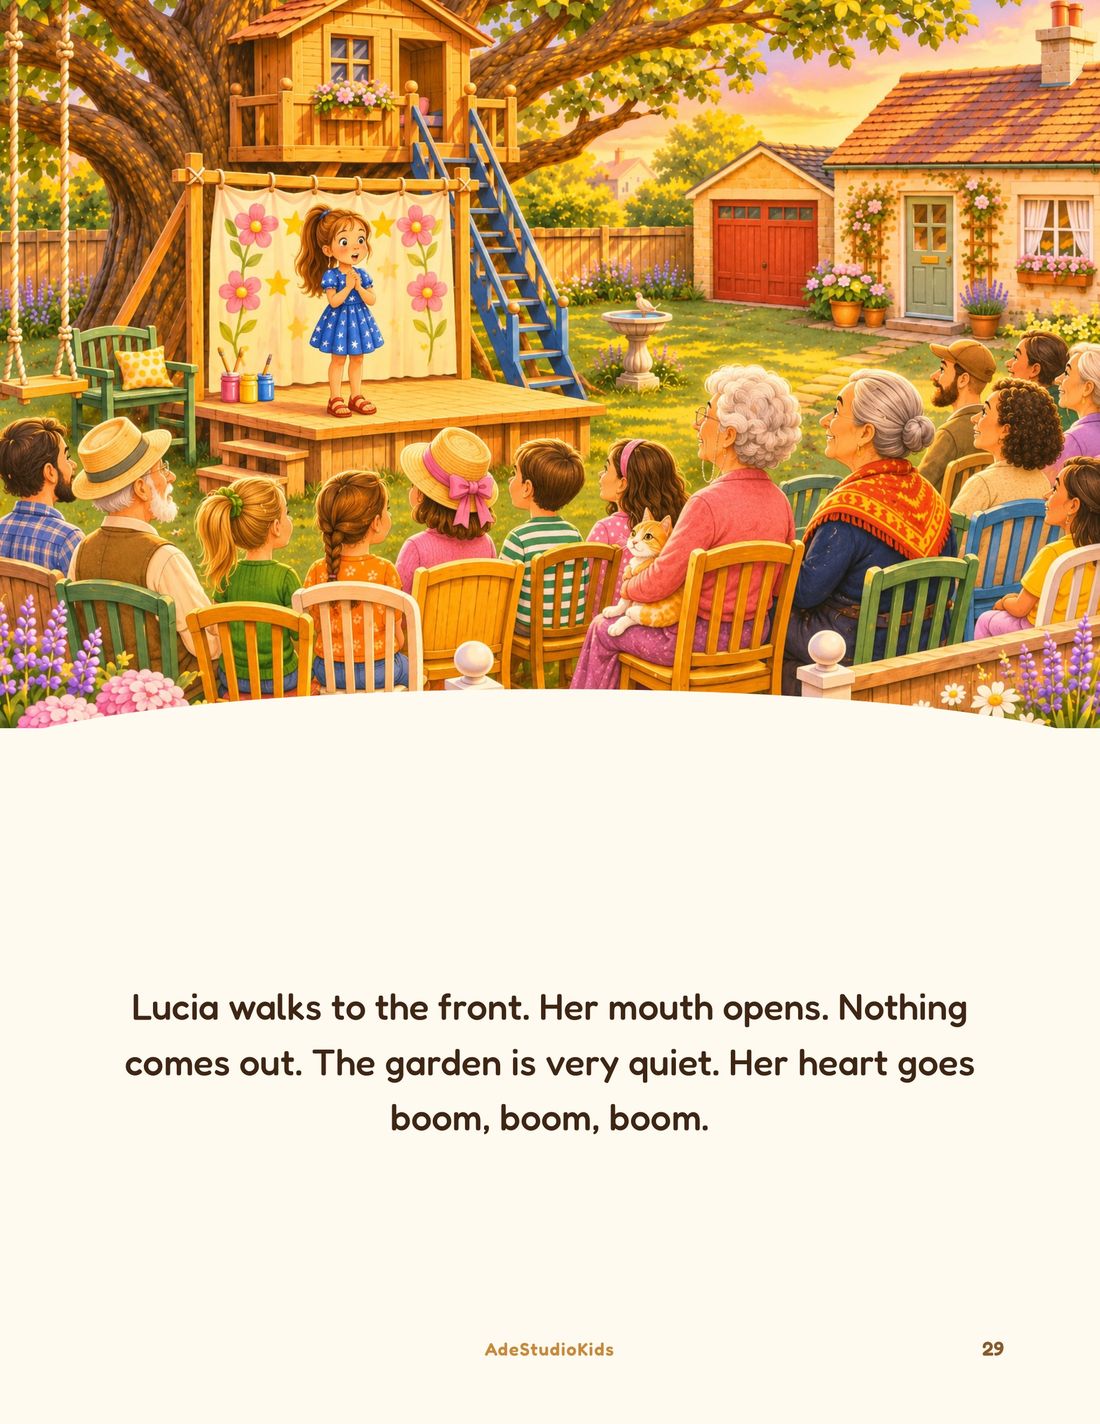 Lucia walks to the front. Her mouth opens. Nothing
comes out. The garden is very quiet. Her heart goes
boom, boom, boom.
AdeStudioKids
29